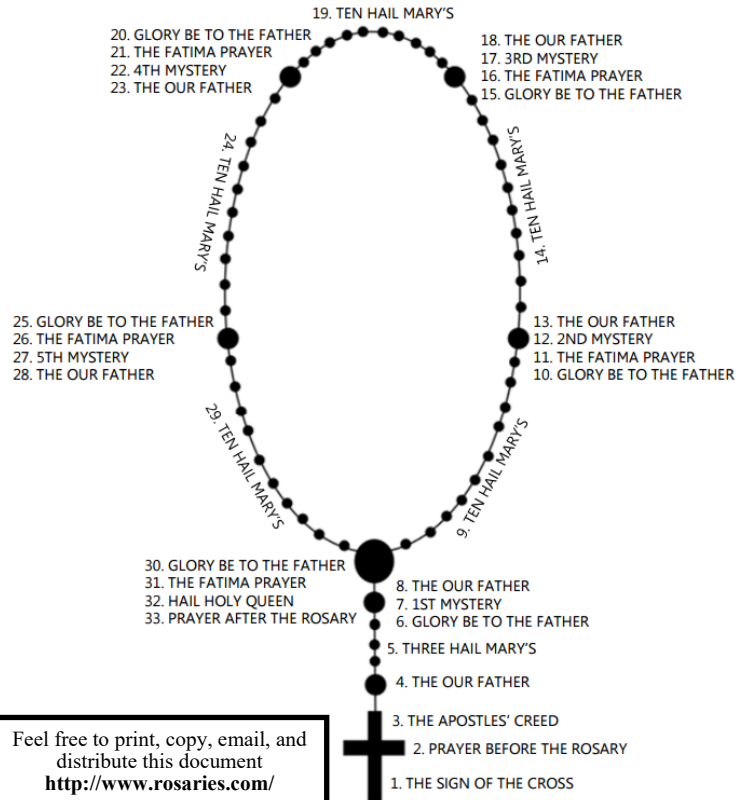 19. TEN HAIL MARY'S
20. GLORY BE TO THE FATHER
21. THE FATIMA PRAYER
22. 4TH MYSTERY
23. THE OUR FATHER
18. THE OUR FATHER
17. 3RD MYSTERY
16. THE FATIMA PRAYER
15. GLORY BE TO THE FATHER
24. TEN HAIL MARY'S
14. TEN HAIL MARY'S
25. GLORY BE TO THE FATHER
26. THE FATIMA PRAYER
27. 5TH MYSTERY
28. THE OUR FATHER
13. THE OUR FATHER
12. 2ND MYSTERY
11. THE FATIMA PRAYER
10. GLORY BE TO THE FATHER
29. TEN HAIL MARY'S
9. TEN HAIL MARY'S
30. GLORY BE TO THE FATHER
31. THE FATIMA PRAYER
32. HAIL HOLY QUEEN
33. PRAYER AFTER THE ROSARY
8. THE OUR FATHER
7. 1ST MYSTERY
6. GLORY BE TO THE FATHER
5. THREE HAIL MARY'S
4. THE OUR FATHER
3. THE APOSTLES' CREED
2. PRAYER BEFORE THE ROSARY
1. THE SIGN OF THE CROSS
Feel free to print, copy, email, and
distribute this document
http://www.rosaries.com/